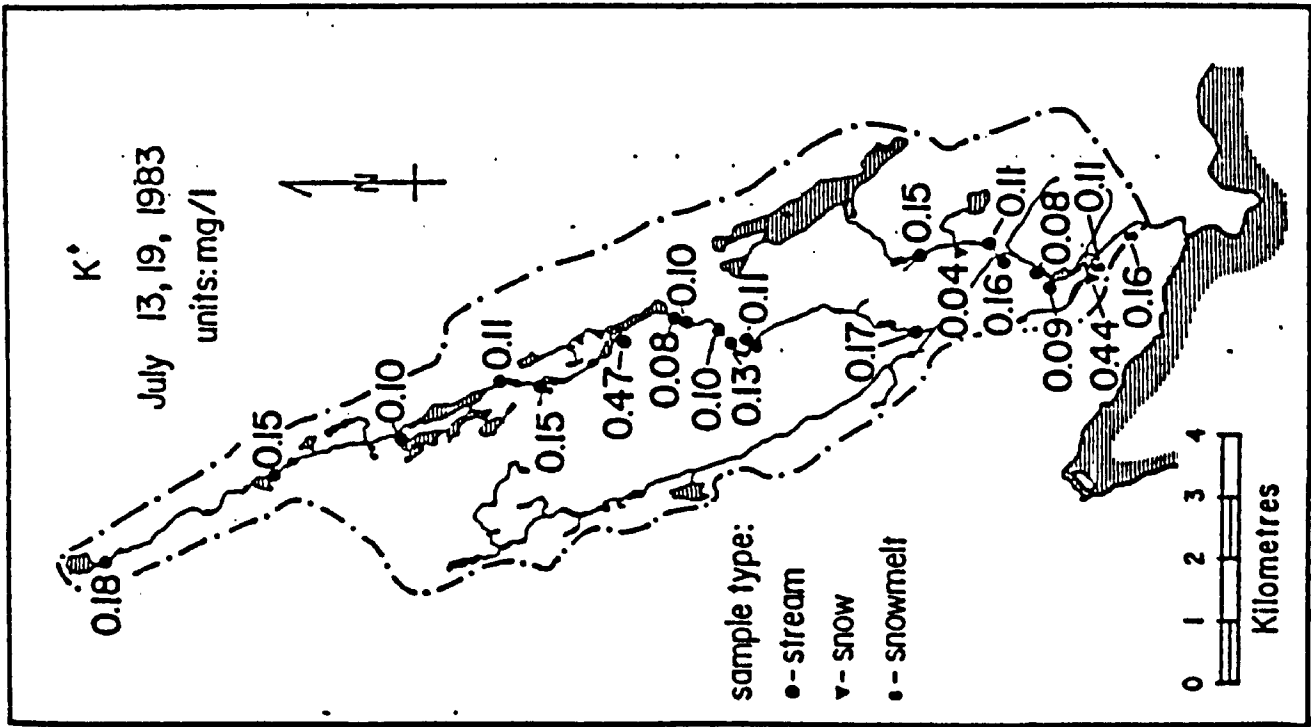 K+
July 13, 19, 1983
units: mg/l
N
0.18
0.15
0.10
0.11
0.15
0.47
0.08
0.10
0.10
0.13
0.11
0.17
0.15
0.04
0.11
0.16
0.08
0.09
0.11
0.44
0.16
sample type:
●-stream
▼-snow
-snowmelt
0 1 2 3 4
Kilometres